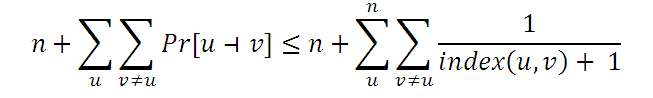 n + ∑_u ∑_{v≠u} Pr[u ⊣ v] ≤ n + ∑_u^n ∑_{v≠u} 1/(index(u, v) + 1)